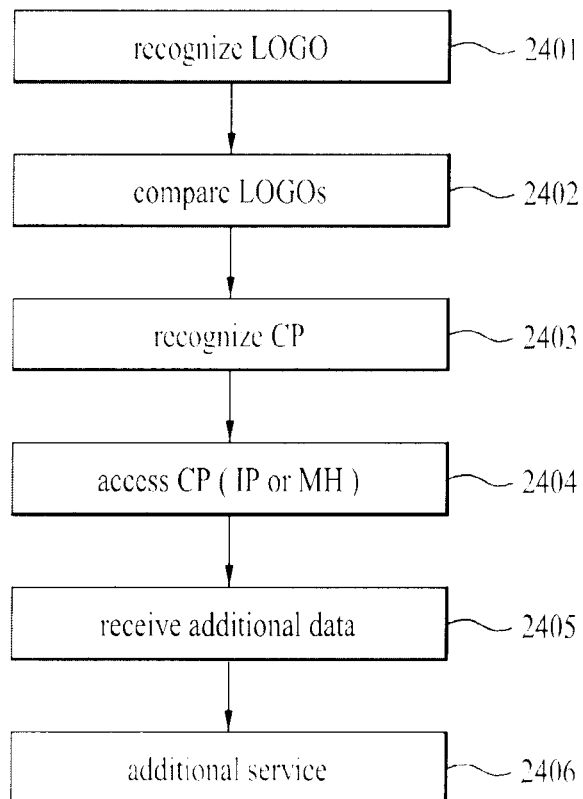 recognize LOGO 2401
compare LOGOs 2402
recognize CP 2403
access CP ( IP or MH ) 2404
receive additional data 2405
additional service 2406